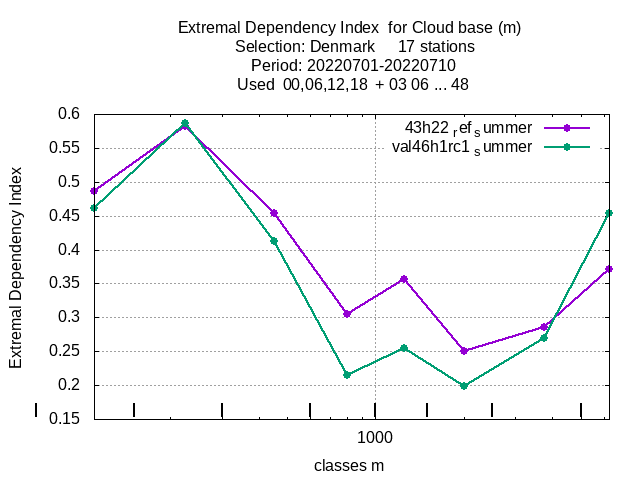 Extremal Dependency Index  for Cloud base (m)
Selection: Denmark     17 stations
Period: 20220701-20220710
Used  00,06,12,18  + 03 06 ... 48
43h22 refsummer
val46h1rc1 summer
0.6
0.55
0.5
0.45
0.4
0.35
0.3
0.25
0.2
0.15
Extremal Dependency Index
1000
classes m